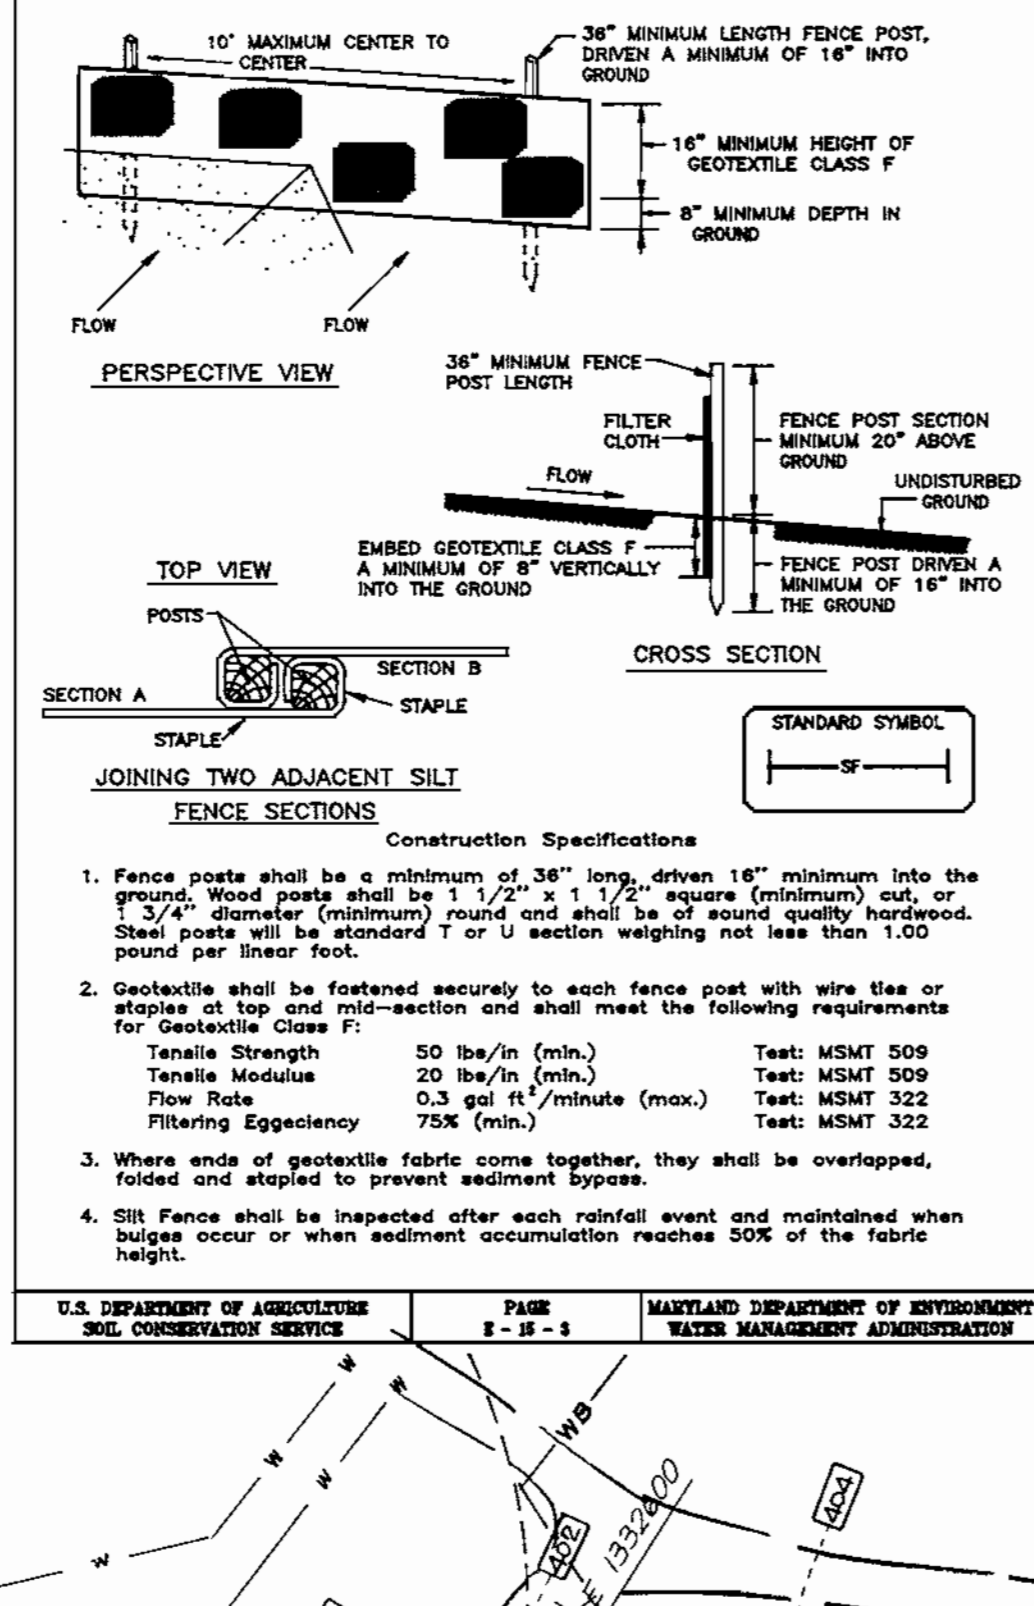 10' MAXIMUM CENTER TO
CENTER
36" MINIMUM LENGTH FENCE POST,
DRIVEN A MINIMUM OF 16" INTO
GROUND
16" MINIMUM HEIGHT OF
GEOTEXTILE CLASS F
8" MINIMUM DEPTH IN
GROUND
FLOW
FLOW
PERSPECTIVE VIEW
36" MINIMUM FENCE
POST LENGTH
FILTER
CLOTH
FENCE POST SECTION
MINIMUM 20" ABOVE
GROUND
FLOW
UNDISTURBED
GROUND
EMBED GEOTEXTILE CLASS F
A MINIMUM OF 8" VERTICALLY
INTO THE GROUND
FENCE POST DRIVEN A
MINIMUM OF 16" INTO
THE GROUND
CROSS SECTION
TOP VIEW
POSTS
SECTION B
SECTION A
STAPLE
STAPLE
JOINING TWO ADJACENT SILT
FENCE SECTIONS
STANDARD SYMBOL
SF
Construction Specifications
1. Fence posts shall be a minimum of 36" long, driven 16" minimum into the
ground. Wood posts shall be 1 1/2" x 1 1/2" square (minimum) cut, or
1 3/4" diameter (minimum) round and shall be of sound quality hardwood.
Steel posts will be standard T or U section weighing not less than 1.00
pound per linear foot.
2. Geotextile shall be fastened securely to each fence post with wire ties or
staples at top and mid-section and shall meet the following requirements
for Geotextile Class F:
Tensile Strength 50 lbs/in (min.) Test: MSMT 509
Tensile Modulus 20 lbs/in (min.) Test: MSMT 509
Flow Rate 0.3 gal ft²/minute (max.) Test: MSMT 322
Filtering Eggeciency 75% (min.) Test: MSMT 322
3. Where ends of geotextile fabric come together, they shall be overlapped,
folded and stapled to prevent sediment bypass.
4. Silt Fence shall be inspected after each rainfall event and maintained when
bulges occur or when sediment accumulation reaches 50% of the fabric
height.
U.S. DEPARTMENT OF AGRICULTURE
SOIL CONSERVATION SERVICE
PAGE
E - 15 - 3
MARYLAND DEPARTMENT OF ENVIRONMENT
WATER MANAGEMENT ADMINISTRATION
W
W
W
W
W
WB
402
E 1332600
404